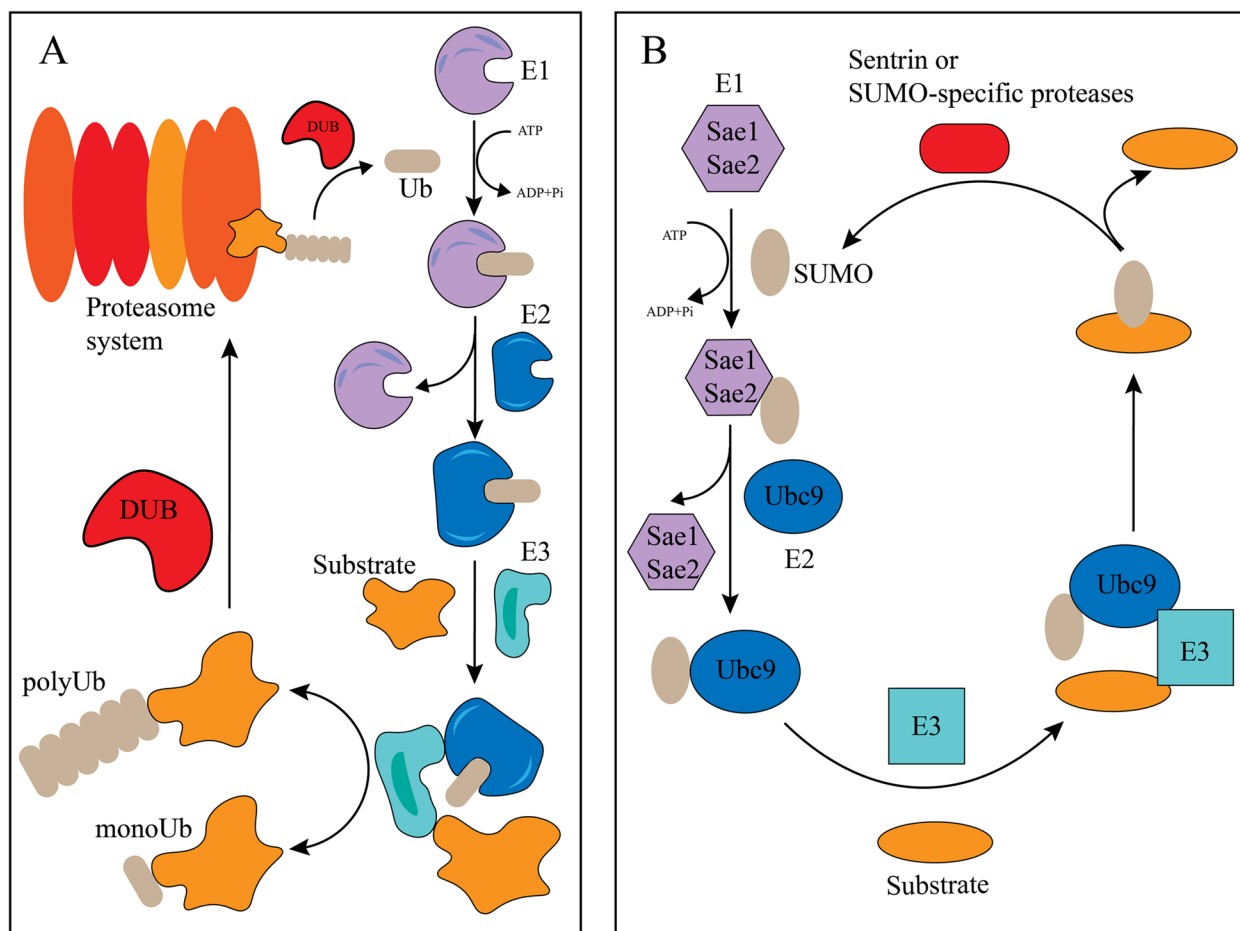 A
E1
DUB
ATP
Ub
ADP+Pi
Proteasome
system
E2
DUB
Substrate
E3
polyUb
monoUb
B
Sentrin or
SUMO-specific proteases
E1
Sae1
Sae2
ATP
SUMO
ADP+Pi
Sae1
Sae2
Ubc9
E2
Sae1
Sae2
Ubc9
Ubc9
E3
E3
Substrate